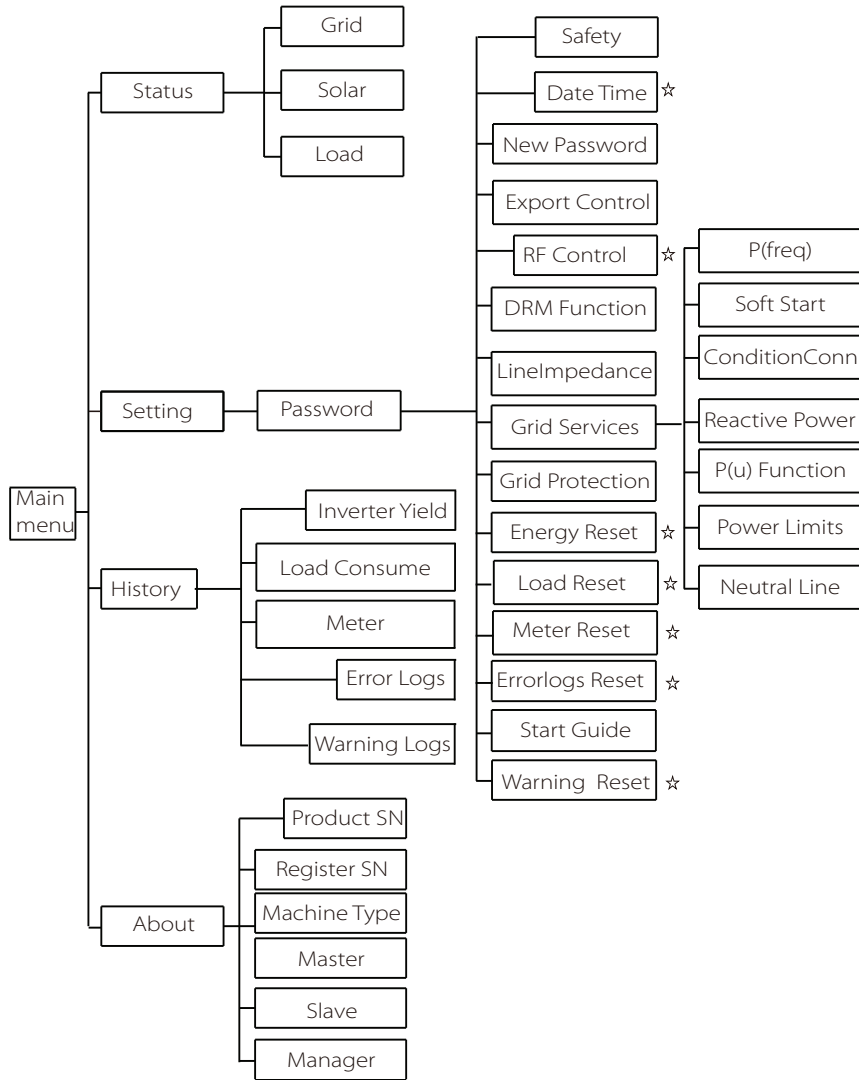 Main
menu
Status
Grid
Solar
Load
Setting
Password
Safety
Date Time ☆
New Password
Export Control
RF Control ☆
DRM Function
LineImpedance
Grid Services
Grid Protection
Energy Reset ☆
Load Reset ☆
Meter Reset ☆
Errorlogs Reset ☆
Start Guide
Warning Reset ☆
P(freq)
Soft Start
ConditionConn
Reactive Power
P(u) Function
Power Limits
Neutral Line
History
Inverter Yield
Load Consume
Meter
Error Logs
Warning Logs
About
Product SN
Register SN
Machine Type
Master
Slave
Manager